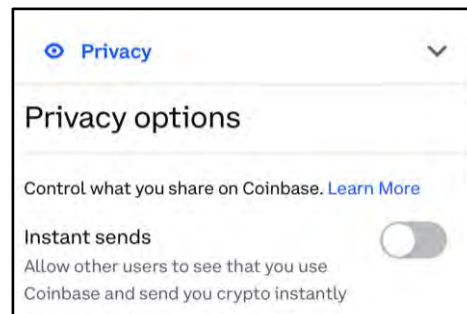 Privacy
Privacy options
Control what you share on Coinbase. Learn More
Instant sends
Allow other users to see that you use
Coinbase and send you crypto instantly